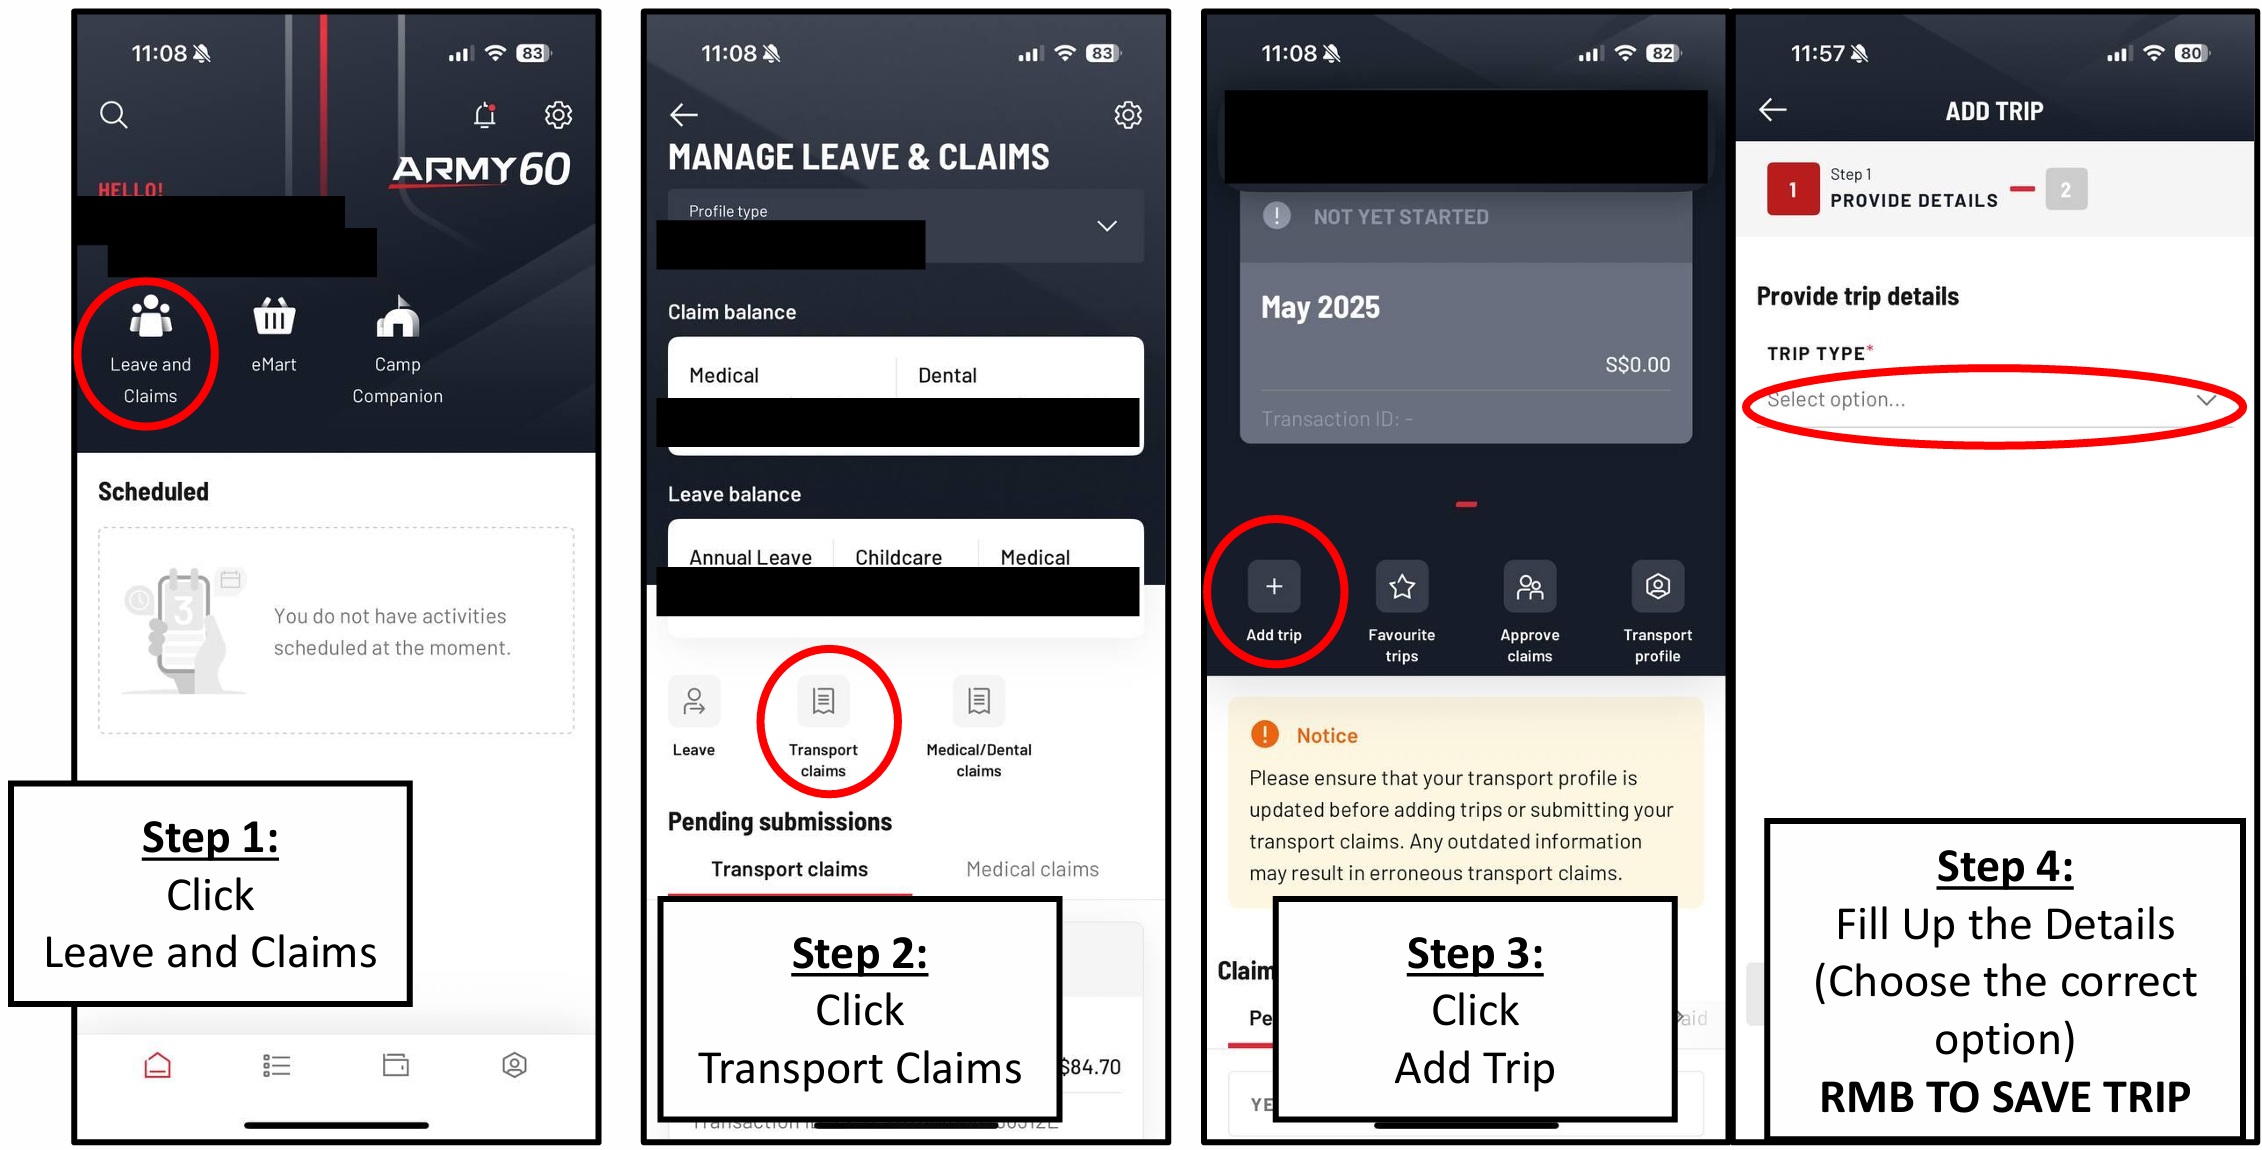 11:08
83
HELLO!
ARMY60
Leave and
Claims
eMart
Camp
Companion
Scheduled
3
You do not have activities
scheduled at the moment.
Step 1:
Click
Leave and Claims
11:08
83
MANAGE LEAVE & CLAIMS
Profile type
Claim balance
Medical
Dental
Leave balance
Annual Leave
Childcare
Medical
Leave
Transport
claims
Medical/Dental
claims
Pending submissions
Transport claims
Medical claims
$84.70
Step 2:
Click
Transport Claims
11:08
82
NOT YET STARTED
May 2025
S$0.00
Transaction ID: -
Add trip
Favourite
trips
Approve
claims
Transport
profile
Notice
Please ensure that your transport profile is
updated before adding trips or submitting your
transport claims. Any outdated information
may result in erroneous transport claims.
Claim
Pe
aid
YE
Step 3:
Click
Add Trip
11:57
80
ADD TRIP
1
Step 1
PROVIDE DETAILS
2
Provide trip details
TRIP TYPE*
Select option...
Step 4:
Fill Up the Details
(Choose the correct
option)
RMB TO SAVE TRIP